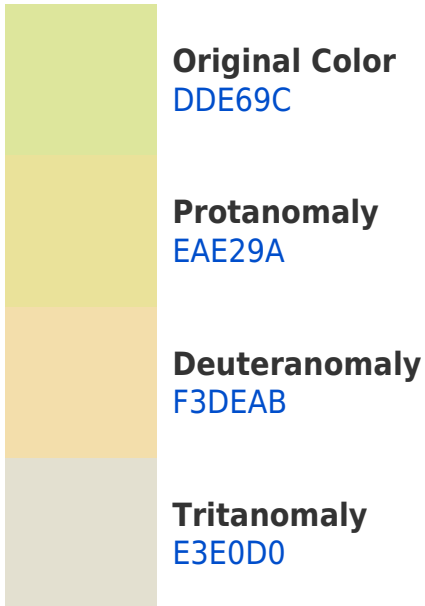 Original Color
DDE69C
Protanomaly
EAE29A
Deuteranomaly
F3DEAB
Tritanomaly
E3E0D0